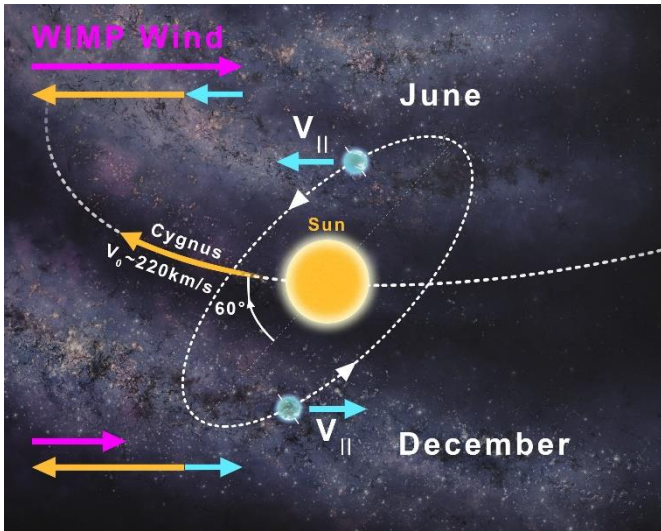 WIMP Wind
June
V||
Sun
Cygnus
V₀~220km/s
60°
V||
December